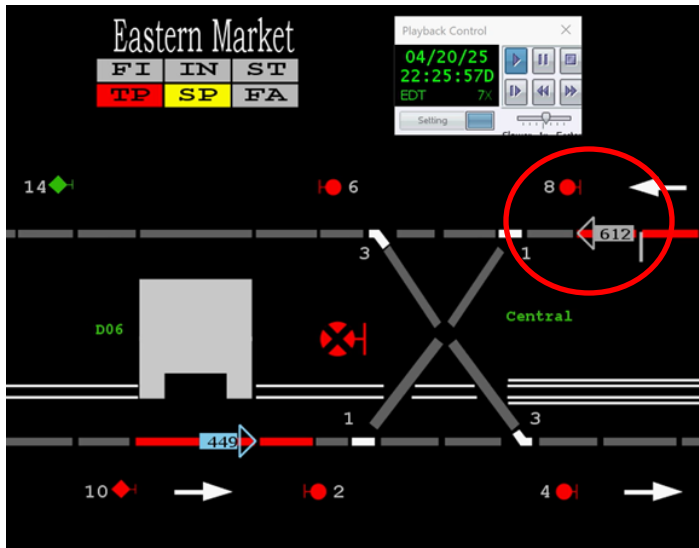 Eastern Market
FI IN ST
TP SP FA
Playback Control
04/20/25
22:25:57D
EDT 7X
Setting
14 6 8
612
3 1
D06
Central
1 3
449
10 2 4